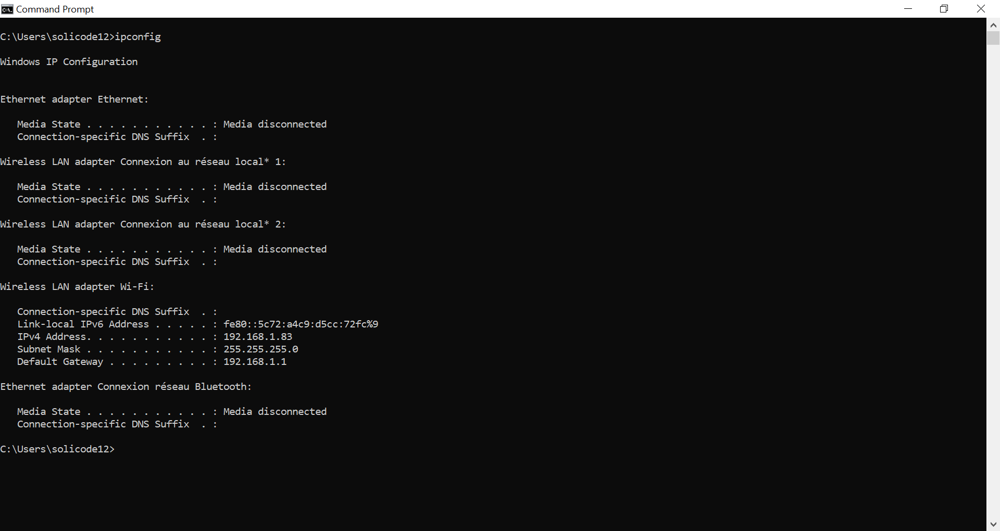 Command Prompt
C:\Users\solicode12>ipconfig
Windows IP Configuration
Ethernet adapter Ethernet:
   Media State . . . . . . . . . . . : Media disconnected
   Connection-specific DNS Suffix  . :
Wireless LAN adapter Connexion au réseau local* 1:
   Media State . . . . . . . . . . . : Media disconnected
   Connection-specific DNS Suffix  . :
Wireless LAN adapter Connexion au réseau local* 2:
   Media State . . . . . . . . . . . : Media disconnected
   Connection-specific DNS Suffix  . :
Wireless LAN adapter Wi-Fi:
   Connection-specific DNS Suffix  . :
   Link-local IPv6 Address . . . . . : fe80::5c72:a4c9:d5cc:72fc%9
   IPv4 Address. . . . . . . . . . . : 192.168.1.83
   Subnet Mask . . . . . . . . . . . : 255.255.255.0
   Default Gateway . . . . . . . . . : 192.168.1.1
Ethernet adapter Connexion réseau Bluetooth:
   Media State . . . . . . . . . . . : Media disconnected
   Connection-specific DNS Suffix  . :
C:\Users\solicode12>